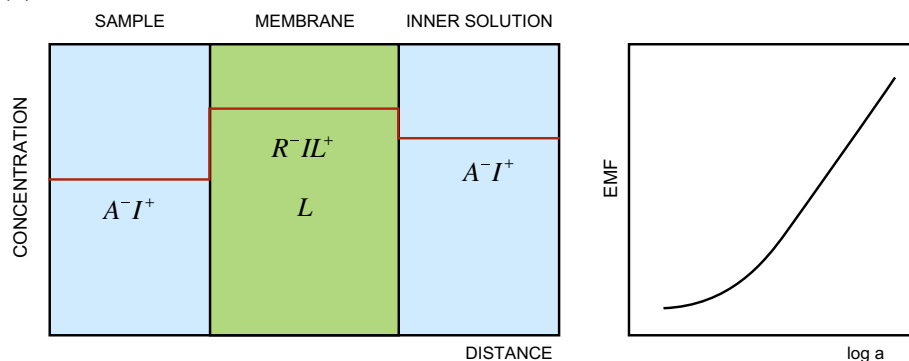 SAMPLE MEMBRANE INNER SOLUTION
CONCENTRATION
R⁻IL⁺
A⁻I⁺
A⁻I⁺
L
DISTANCE
EMF
log a